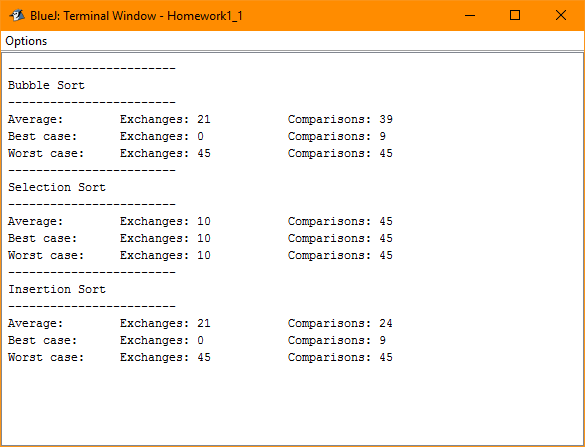 BlueJ: Terminal Window - Homework1_1
Options
------------------------
Bubble Sort
------------------------
Average:        Exchanges: 21           Comparisons: 39
Best case:      Exchanges: 0            Comparisons: 9
Worst case:     Exchanges: 45           Comparisons: 45
------------------------
Selection Sort
------------------------
Average:        Exchanges: 10           Comparisons: 45
Best case:      Exchanges: 10           Comparisons: 45
Worst case:     Exchanges: 10           Comparisons: 45
------------------------
Insertion Sort
------------------------
Average:        Exchanges: 21           Comparisons: 24
Best case:      Exchanges: 0            Comparisons: 9
Worst case:     Exchanges: 45           Comparisons: 45